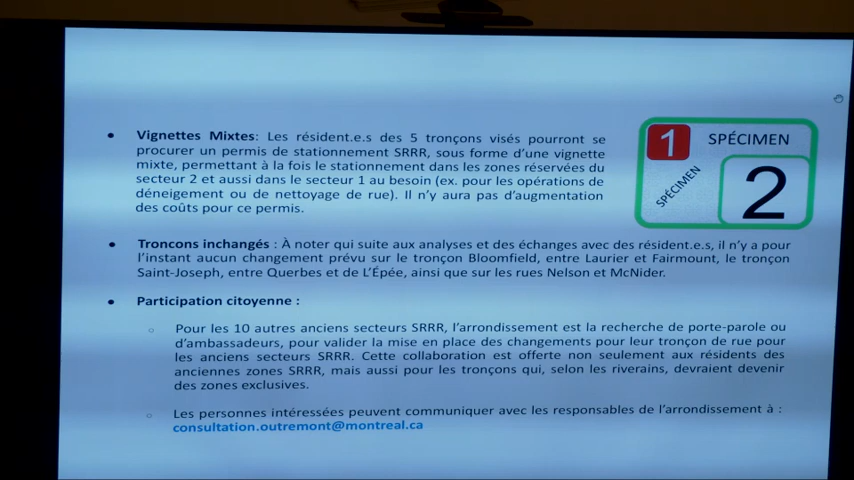 Vignettes Mixtes: Les résident.e.s des 5 tronçons visés pourront se
procurer un permis de stationnement SRRR, sous forme d'une vignette
mixte, permettant à la fois le stationnement dans les zones réservées du
secteur 2 et aussi dans le secteur 1 au besoin (ex. pour les opérations de
déneigement ou de nettoyage de rue). Il n'y aura pas d'augmentation
des coûts pour ce permis.
1
SPÉCIMEN
SPÉCIMEN
2
Troncons inchangés : À noter qui suite aux analyses et des échanges avec des résident.e.s, il n'y a pour
l'instant aucun changement prévu sur le tronçon Bloomfield, entre Laurier et Fairmount, le tronçon
Saint-Joseph, entre Querbes et de L'Épée, ainsi que sur les rues Nelson et McNider.
Participation citoyenne :
Pour les 10 autres anciens secteurs SRRR, l'arrondissement est la recherche de porte-parole ou
d'ambassadeurs, pour valider la mise en place des changements pour leur tronçon de rue pour
les anciens secteurs SRRR. Cette collaboration est offerte non seulement aux résidents des
anciennes zones SRRR, mais aussi pour les tronçons qui, selon les riverains, devraient devenir
des zones exclusives.
Les personnes intéressées peuvent communiquer avec les responsables de l'arrondissement à :
consultation.outremont@montreal.ca